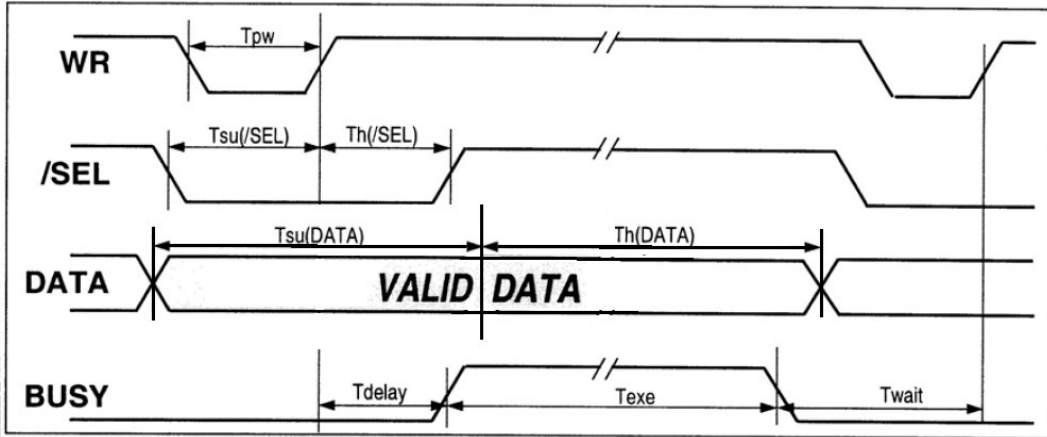 Tpw
WR
Tsu(/SEL) Th(/SEL)
/SEL
Tsu(DATA) Th(DATA)
DATA VALID DATA
Tdelay Texe Twait
BUSY